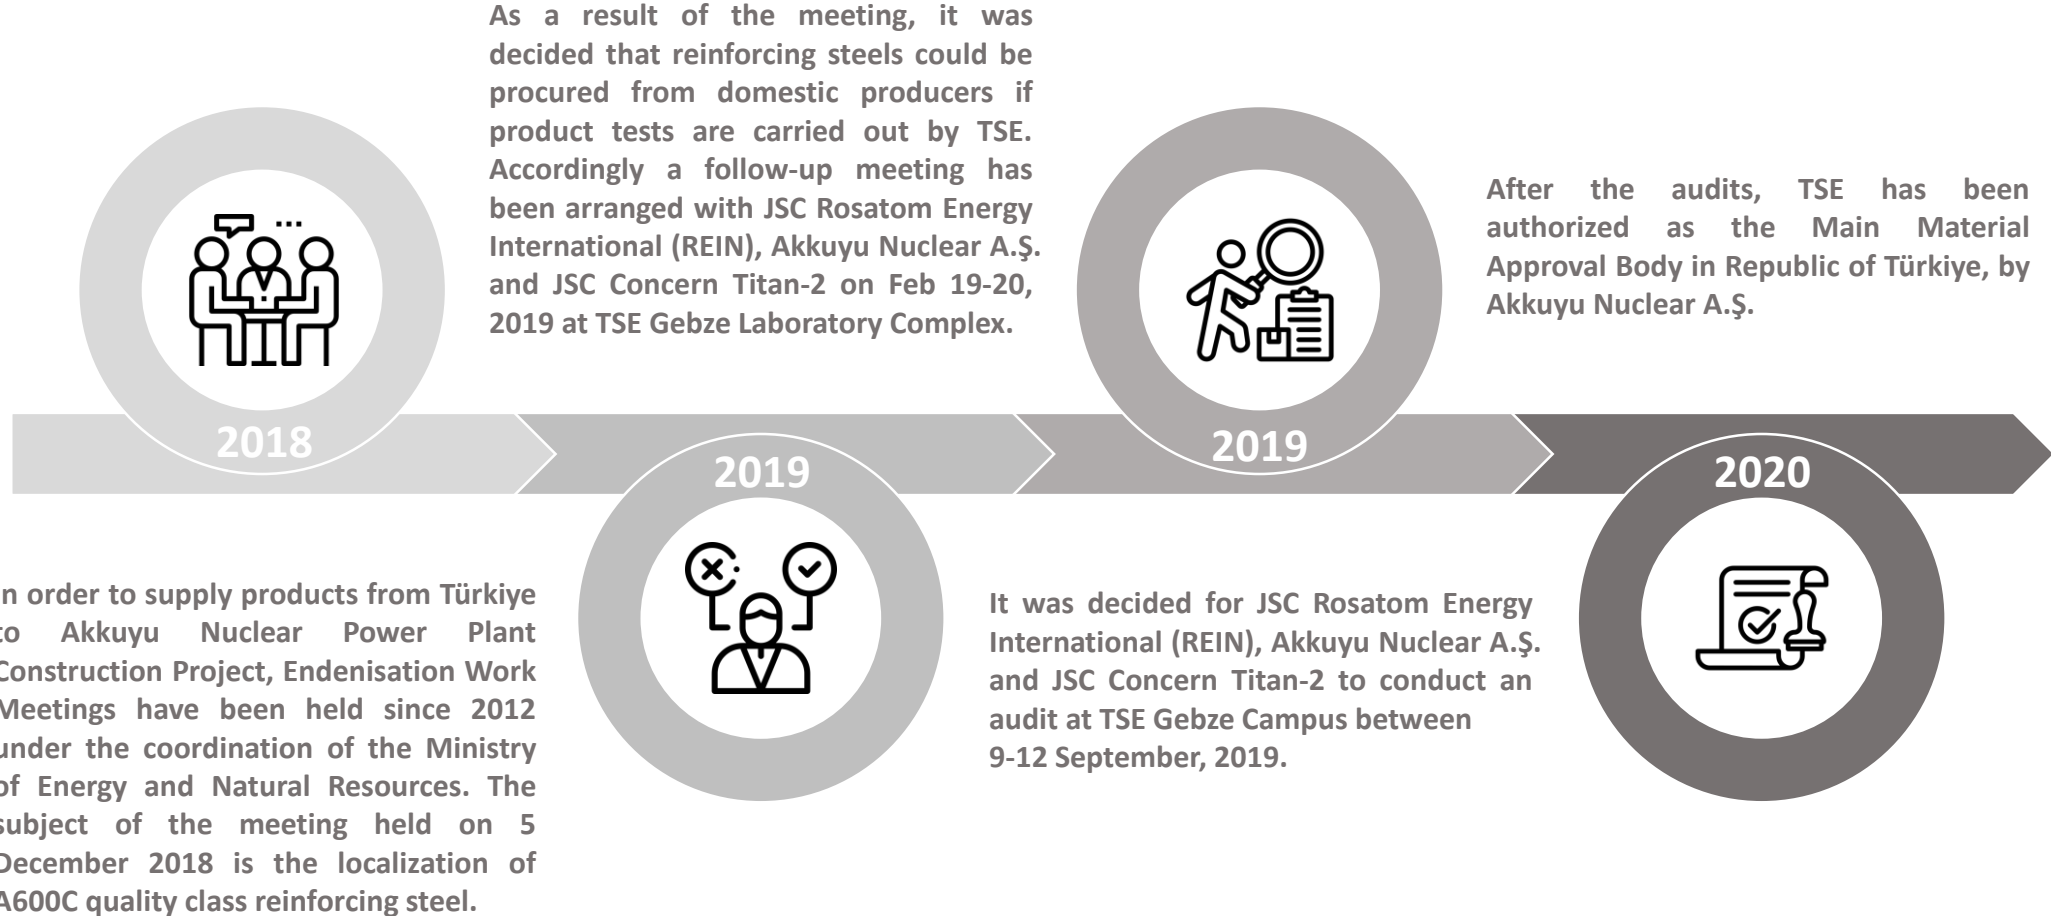 As a result of the meeting, it was
decided that reinforcing steels could be
procured from domestic producers if
product tests are carried out by TSE.
Accordingly a follow-up meeting has
been arranged with JSC Rosatom Energy
International (REIN), Akkuyu Nuclear A.Ş.
and JSC Concern Titan-2 on Feb 19-20,
2019 at TSE Gebze Laboratory Complex.
After the audits, TSE has been
authorized as the Main Material
Approval Body in Republic of Türkiye, by
Akkuyu Nuclear A.Ş.
2018
2019
2019
2020
n order to supply products from Türkiye
to Akkuyu Nuclear Power Plant
Construction Project, Endenisation Work
Meetings have been held since 2012
under the coordination of the Ministry
of Energy and Natural Resources. The
subject of the meeting held on 5
December 2018 is the localization of
A600C quality class reinforcing steel.
It was decided for JSC Rosatom Energy
International (REIN), Akkuyu Nuclear A.Ş.
and JSC Concern Titan-2 to conduct an
audit at TSE Gebze Campus between
9-12 September, 2019.